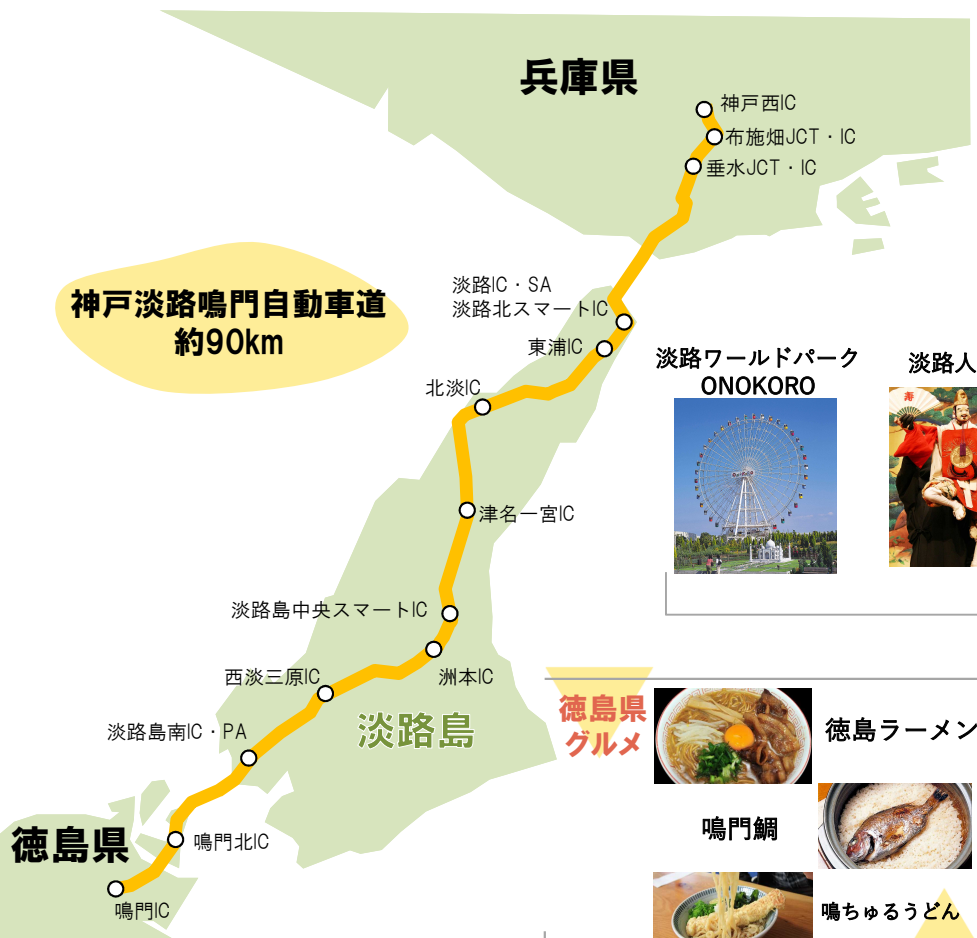 兵庫県
神戸西IC
布施畑JCT・IC
垂水JCT・IC
神戸淡路鳴門自動車道
約90km
淡路IC・SA
淡路北スマートIC
東浦IC
北淡IC
津名一宮IC
淡路島中央スマートIC
洲本IC
西淡三原IC
淡路島南IC・PA
淡路島
鳴門北IC
徳島県
鳴門IC
淡路ワールドパーク
ONOKORO
淡路人
寿
徳島県
グルメ
徳島ラーメン
鳴門鯛
鳴ちゅるうどん